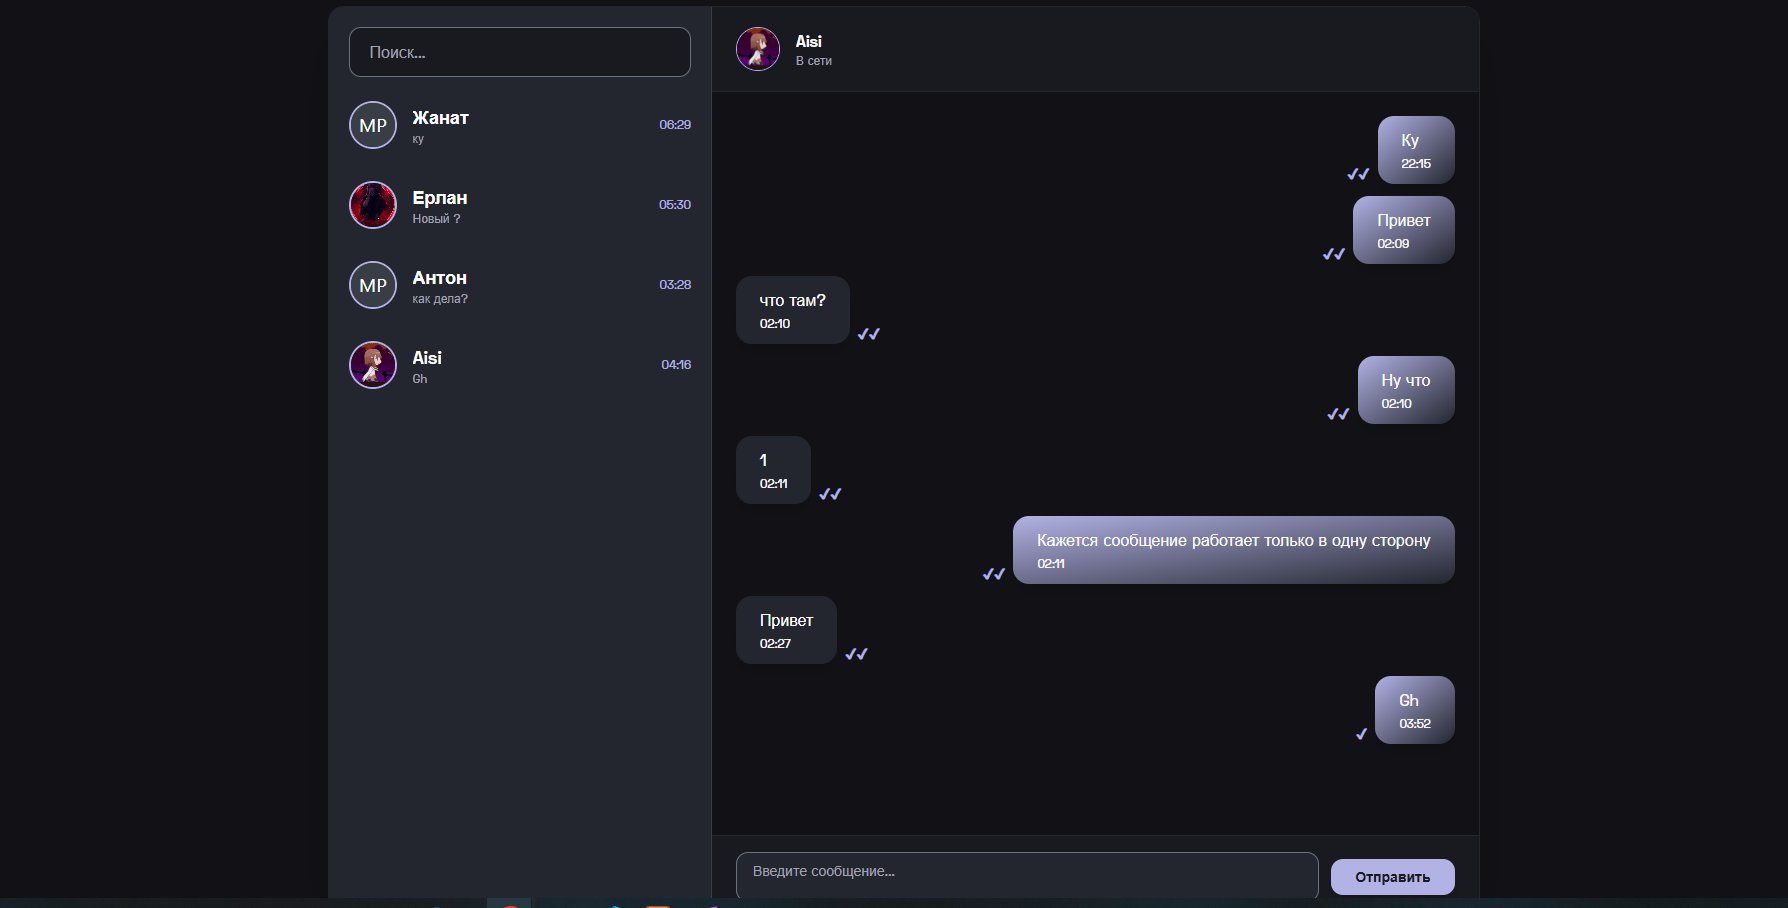 Поиск...
МР
Жанат
ку
06:29
Ерлан
Новый ?
05:30
МР
Антон
как дела?
03:28
Aisi
Gh
04:16
Aisi
В сети
Ку
22:15
Привет
02:09
что там?
02:10
Ну что
02:10
1
02:11
Кажется сообщение работает только в одну сторону
02:11
Привет
02:27
Gh
03:52
Введите сообщение...
Отправить